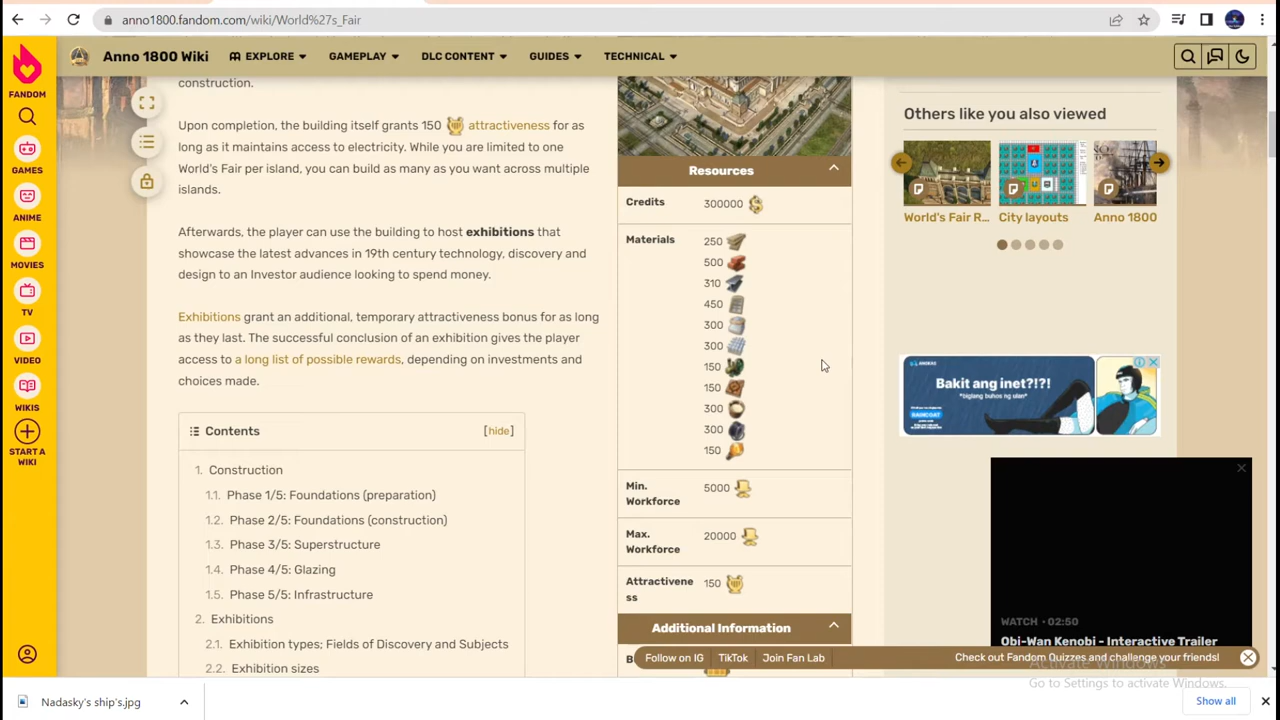 anno1800.fandom.com/wiki/World%27s_Fair
FANDOM
GAMES
ANIME
MOVIES
TV
VIDEO
WIKIS
START A
WIKI
Anno 1800 Wiki
EXPLORE
GAMEPLAY
DLC CONTENT
GUIDES
TECHNICAL
construction.
Upon completion, the building itself grants 150 attractiveness for as
long as it maintains access to electricity. While you are limited to one
World's Fair per island, you can build as many as you want across multiple
islands.
Afterwards, the player can use the building to host exhibitions that
showcase the latest advances in 19th century technology, discovery and
design to an Investor audience looking to spend money.
Exhibitions grant an additional, temporary attractiveness bonus for as long
as they last. The successful conclusion of an exhibition gives the player
access to a long list of possible rewards, depending on investments and
choices made.
Contents [hide]
1. Construction
1.1. Phase 1/5: Foundations (preparation)
1.2. Phase 2/5: Foundations (construction)
1.3. Phase 3/5: Superstructure
1.4. Phase 4/5: Glazing
1.5. Phase 5/5: Infrastructure
2. Exhibitions
2.1. Exhibition types; Fields of Discovery and Subjects
2.2. Exhibition sizes
Resources
Credits 300000
Materials 250
500
310
450
300
300
150
150
300
300
150
Min.
Workforce 5000
Max.
Workforce 20000
Attractivene
ss 150
Additional Information
B
Others like you also viewed
World's Fair R...
City layouts
Anno 1800
ANGKAS
Bakit ang inet?!?!
*biglang buhos ng ulan*
RAINCOAT
WATCH • 02:50
Obi-Wan Kenobi - Interactive Trailer
Follow on IG
TikTok
Join Fan Lab
Check out Fandom Quizzes and challenge your friends!
Activate Windows
Go to Settings to activate Windows.
Nadasky's ship's.jpg
Show all